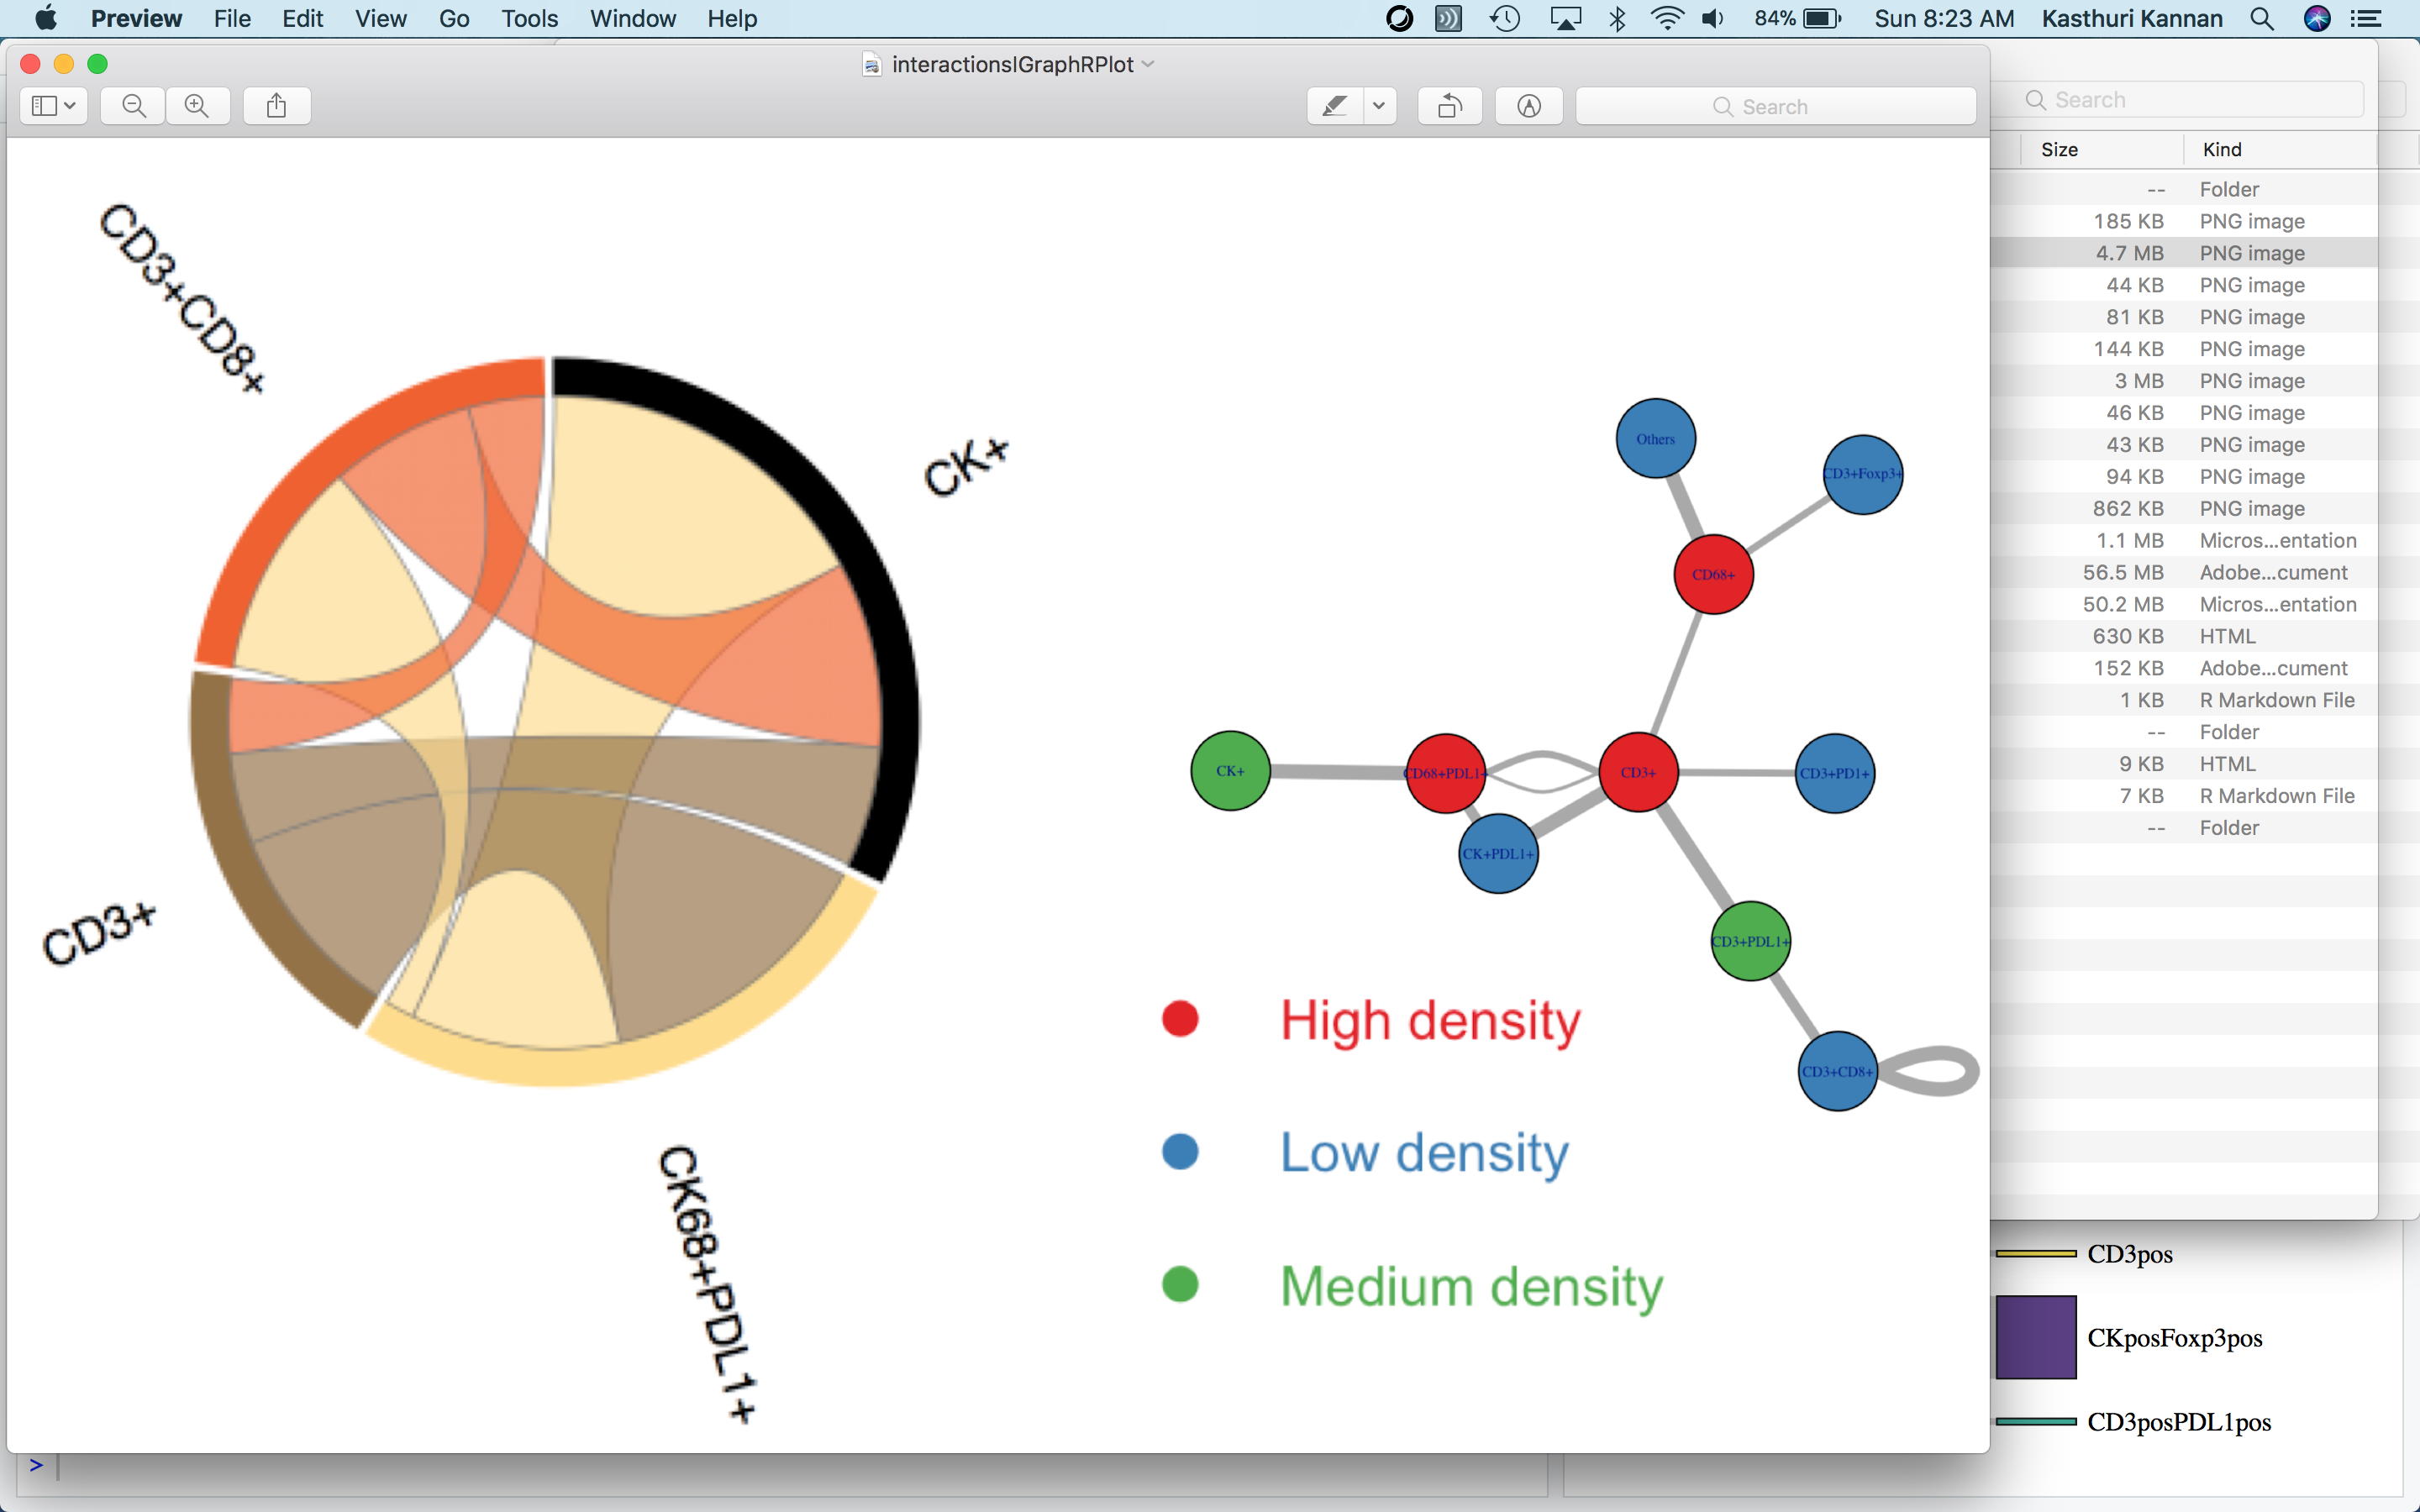 Preview File Edit View Go Tools Window Help 84% Sun 8:23 AM Kasthuri Kannan
interactionsIGraphRPlot
Search
Search
Size Kind
-- Folder
185 KB PNG image
4.7 MB PNG image
44 KB PNG image
81 KB PNG image
144 KB PNG image
3 MB PNG image
46 KB PNG image
43 KB PNG image
94 KB PNG image
862 KB PNG image
1.1 MB Micros...entation
56.5 MB Adobe...cument
50.2 MB Micros...entation
630 KB HTML
152 KB Adobe...cument
1 KB R Markdown File
-- Folder
9 KB HTML
7 KB R Markdown File
-- Folder
CD3+CD8+
CK+
CD3+
CK68+PDL1+
Others
CD3+Foxp3+
CD68+
CK+
CD68+PDL1+
CD3+
CD3+PD1+
CK+PDL1+
CD3+PDL1+
CD3+CD8+
High density
Low density
Medium density
CD3pos
CKposFoxp3pos
CD3posPDL1pos
>